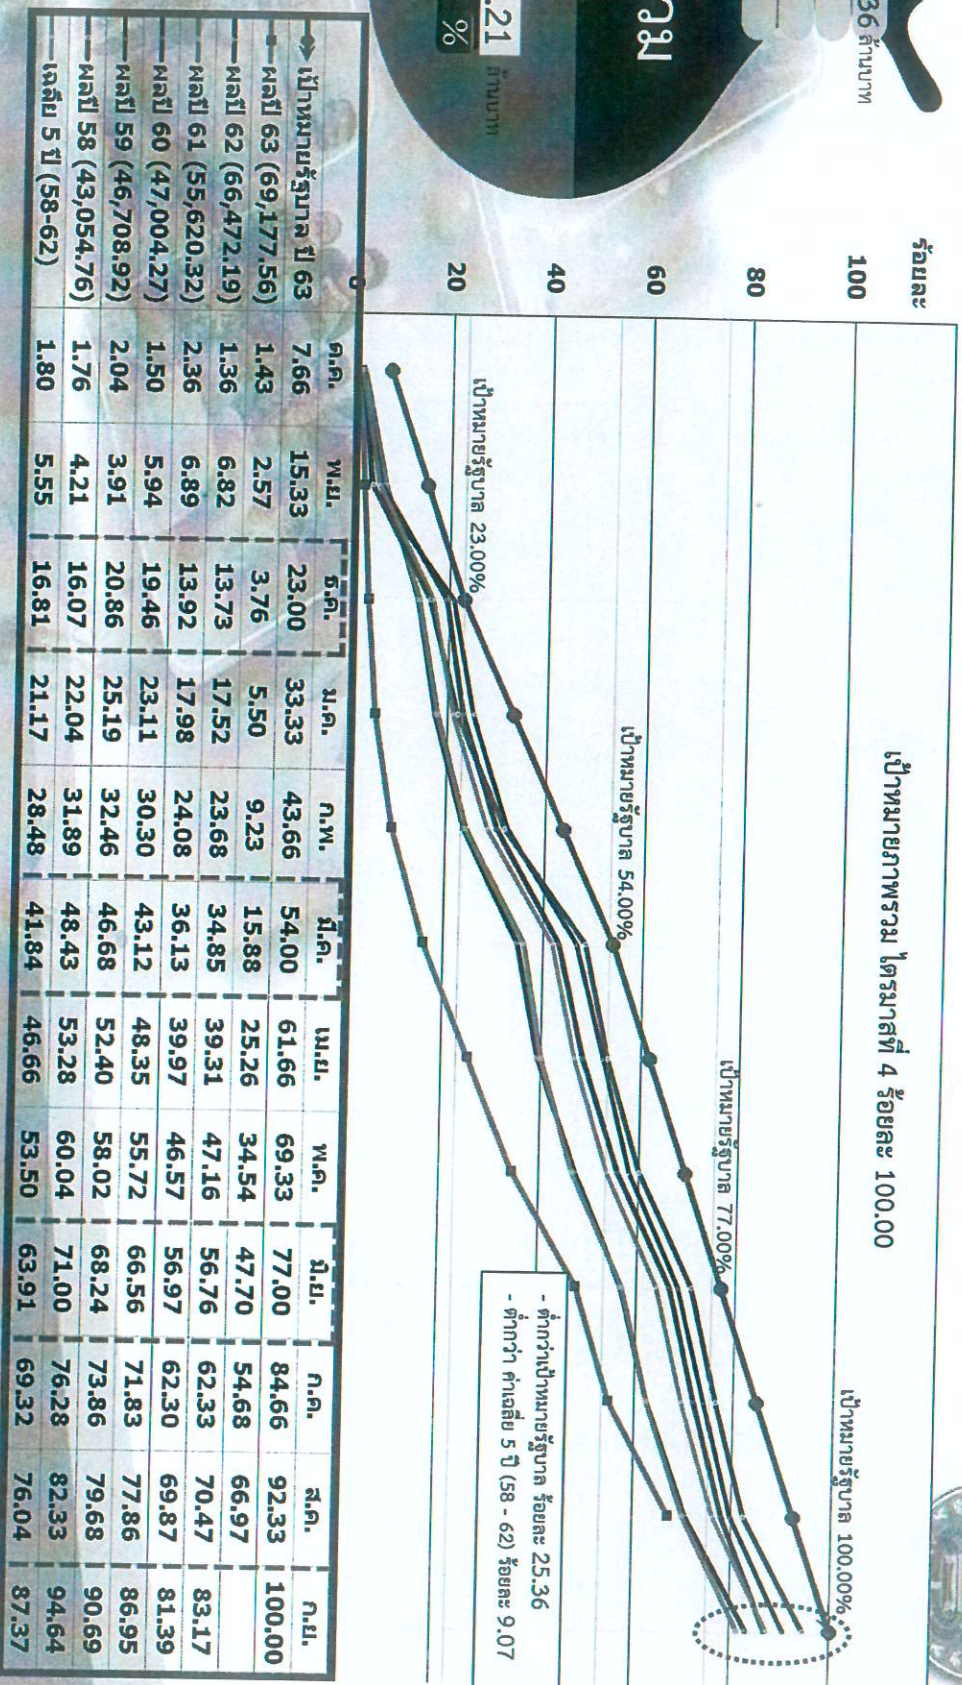 36 ล้านบาท
วม
.21 ล้านบาท
%
ร้อยละ
เป้าหมายภาพรวม ไตรมาสที่ 4 ร้อยละ 100.00
100
80
60
40
20
0
เป้าหมายรัฐบาล 23.00%
เป้าหมายรัฐบาล 54.00%
เป้าหมายรัฐบาล 77.00%
เป้าหมายรัฐบาล 100.00%
- ต่ำกว่าเป้าหมายรัฐบาล ร้อยละ 25.36
- ต่ำกว่า ค่าเฉลี่ย 5 ปี (58 - 62) ร้อยละ 9.07
ต.ค. พ.ย. ธ.ค. ม.ค. ก.พ. มี.ค. เม.ย. พ.ค. มิ.ย. ก.ค. ส.ค. ก.ย.
เป้าหมายรัฐบาล ปี 63 7.66 15.33 23.00 33.33 43.66 54.00 61.66 69.33 77.00 84.66 92.33 100.00
ผลปี 63 (69,177.56) 1.43 2.57 3.76 5.50 9.23 15.88 25.26 34.54 47.70 54.68 66.97
ผลปี 62 (66,472.19) 1.36 6.82 13.73 17.52 23.68 34.85 39.31 47.16 56.76 62.33 70.47 83.17
ผลปี 61 (55,620.32) 2.36 6.89 13.92 17.98 24.08 36.13 39.97 46.57 56.97 62.30 69.87 81.39
ผลปี 60 (47,004.27) 1.50 5.94 19.46 23.11 30.30 43.12 48.35 55.72 66.56 71.83 77.86 86.95
ผลปี 59 (46,708.92) 2.04 3.91 20.86 25.19 32.46 46.68 52.40 58.02 68.24 73.86 79.68 90.69
ผลปี 58 (43,054.76) 1.76 4.21 16.07 22.04 31.89 48.43 53.28 60.04 71.00 76.28 82.33 94.64
เฉลี่ย 5 ปี (58-62) 1.80 5.55 16.81 21.17 28.48 41.84 46.66 53.50 63.91 69.32 76.04 87.37